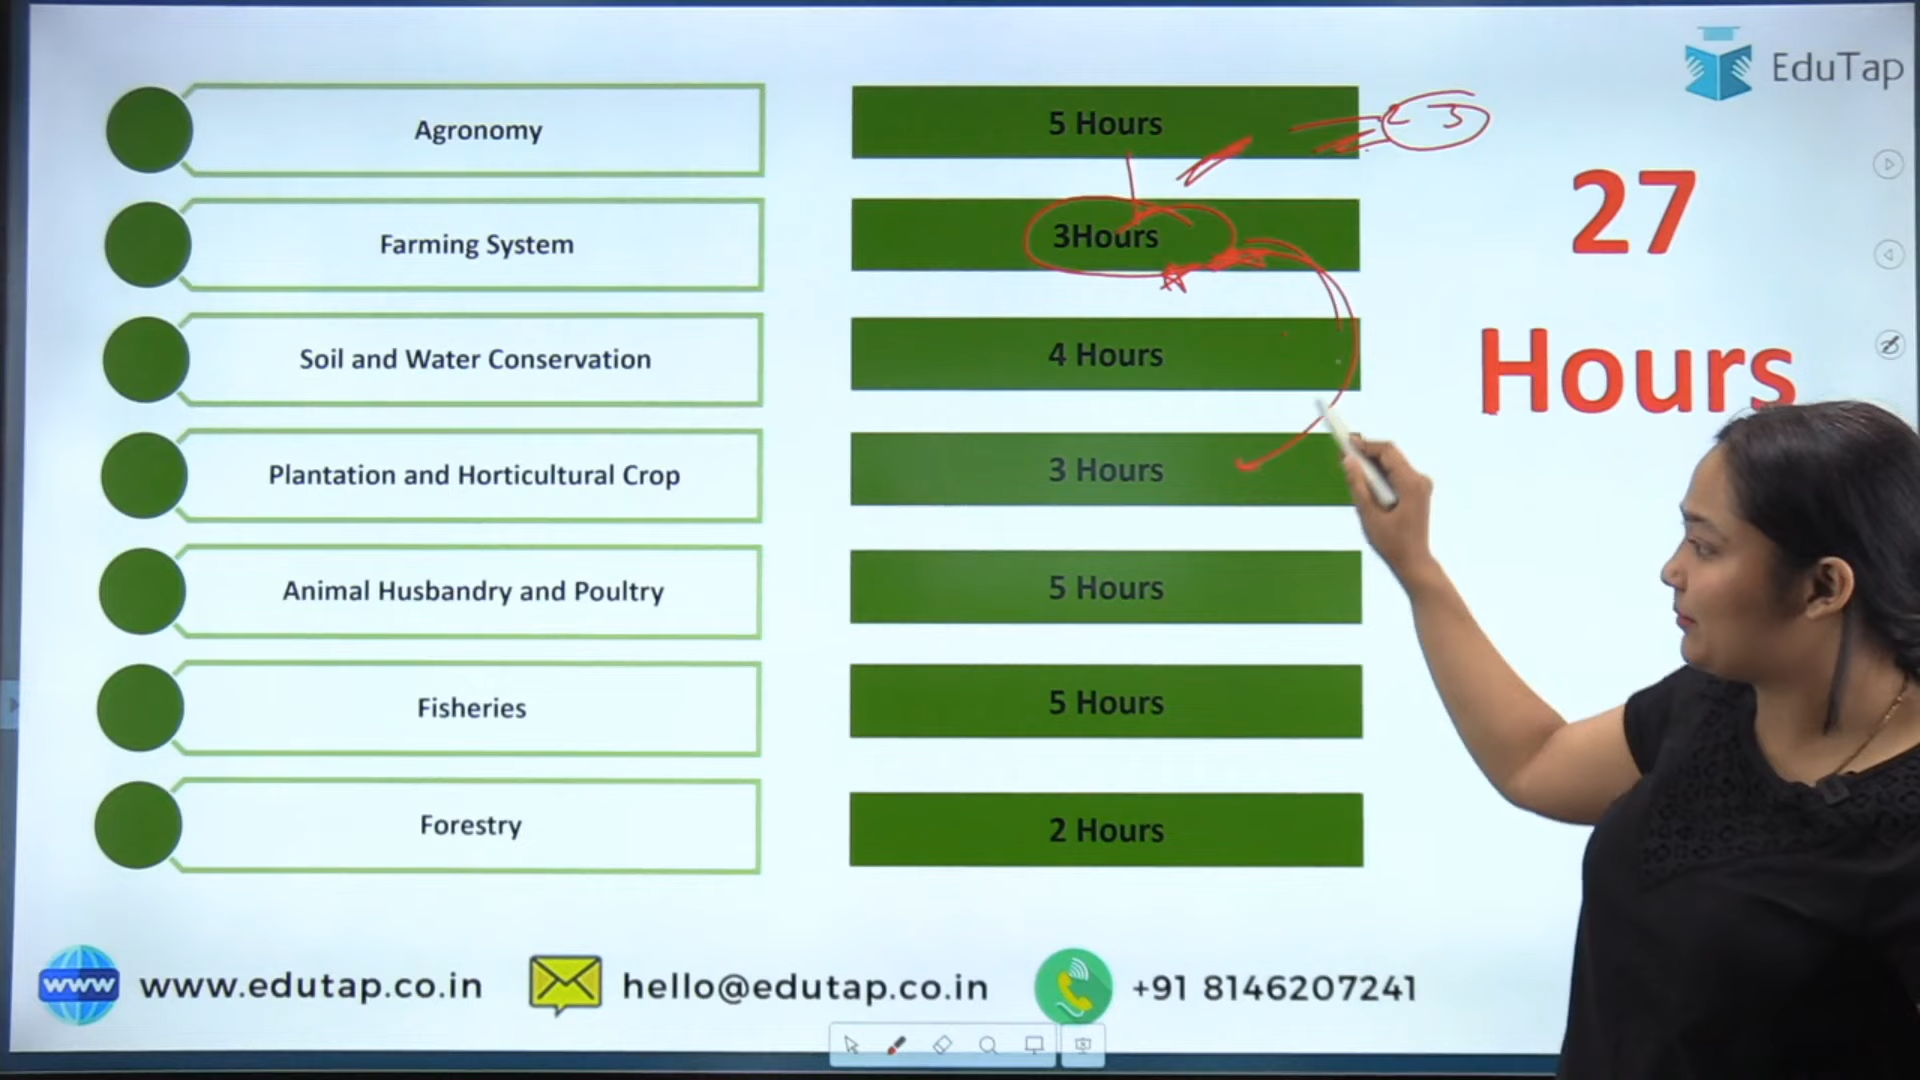 EduTap
Agronomy
5 Hours
3
27
Hours
Farming System
3Hours
Soil and Water Conservation
4 Hours
Plantation and Horticultural Crop
3 Hours
Animal Husbandry and Poultry
5 Hours
Fisheries
5 Hours
Forestry
2 Hours
www
www.edutap.co.in
hello@edutap.co.in
+91 8146207241